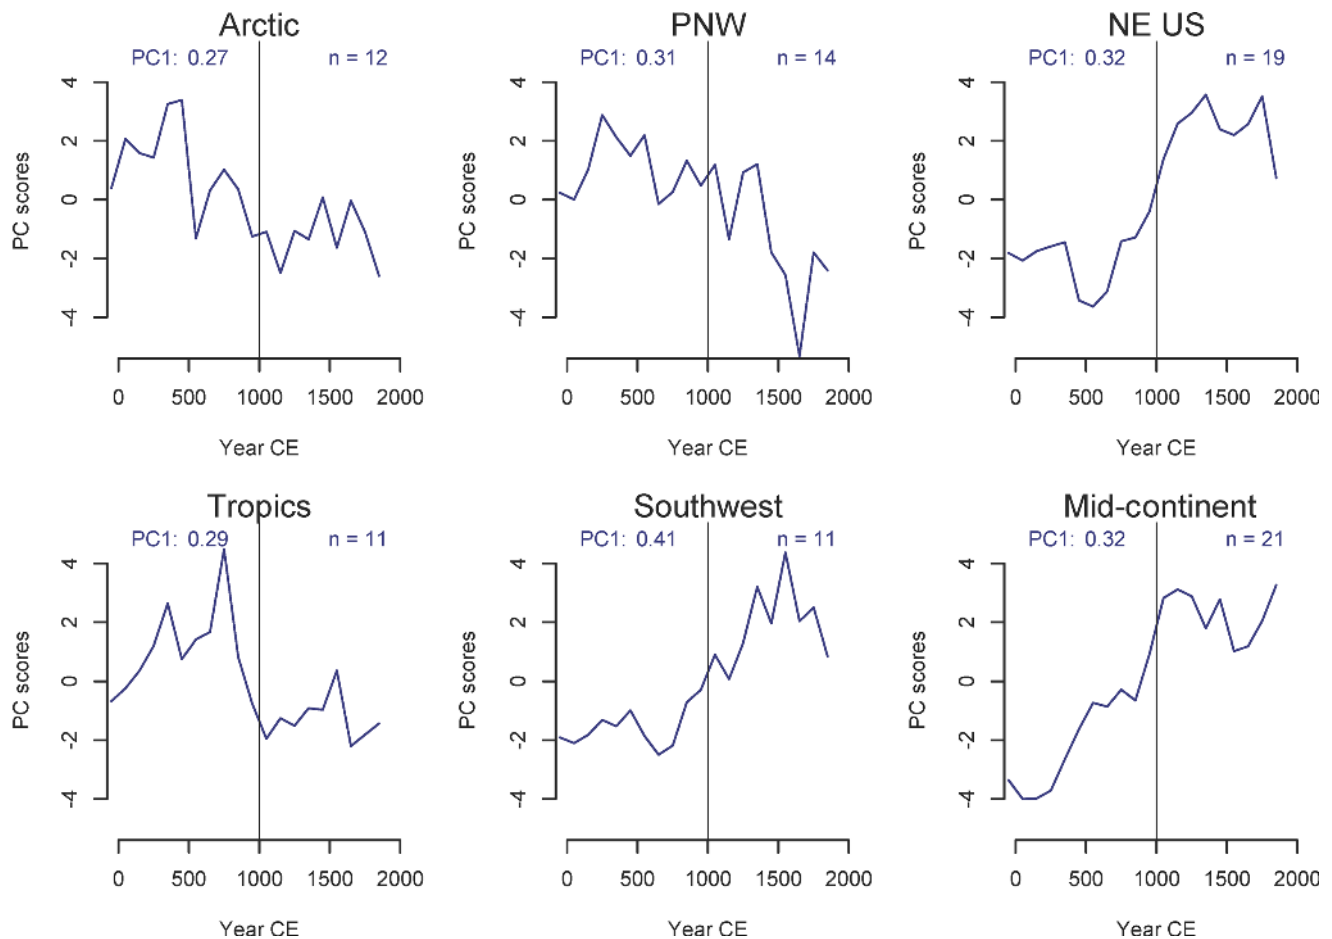 Arctic
PC1: 0.27 n = 12
4
2
0
-2
-4
PC scores
0 500 1000 1500 2000
Year CE
PNW
PC1: 0.31 n = 14
4
2
0
-2
-4
PC scores
0 500 1000 1500 2000
Year CE
NE US
PC1: 0.32 n = 19
4
2
0
-2
-4
PC scores
0 500 1000 1500 2000
Year CE
Tropics
PC1: 0.29 n = 11
4
2
0
-2
-4
PC scores
0 500 1000 1500 2000
Year CE
Southwest
PC1: 0.41 n = 11
4
2
0
-2
-4
PC scores
0 500 1000 1500 2000
Year CE
Mid-continent
PC1: 0.32 n = 21
4
2
0
-2
-4
PC scores
0 500 1000 1500 2000
Year CE